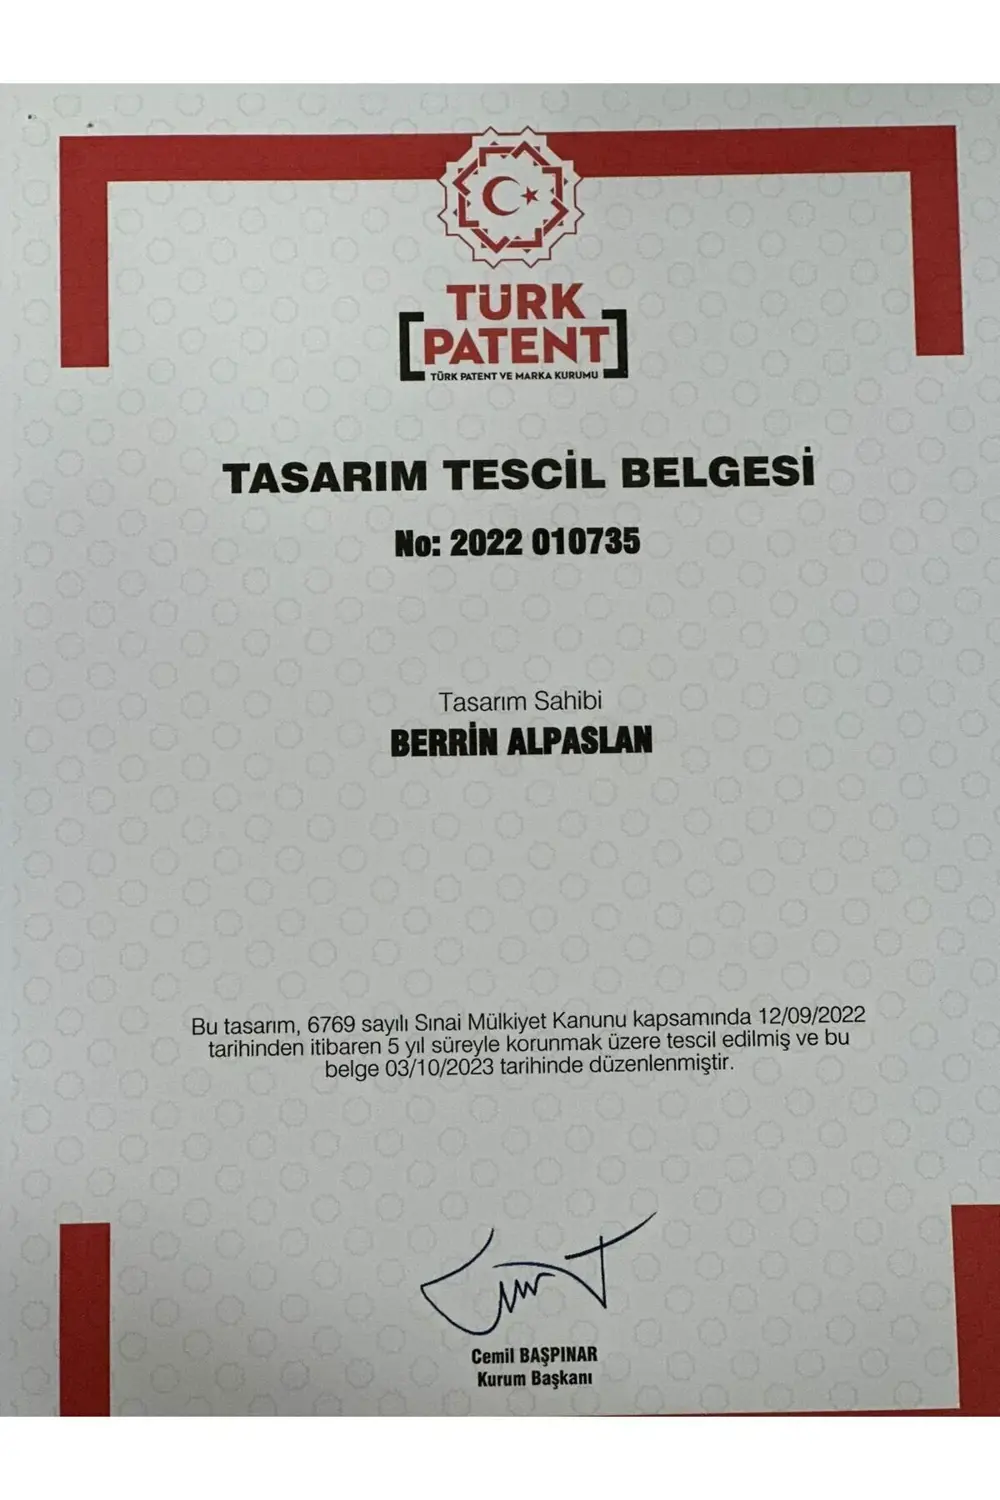 TÜRK
PATENT
TÜRK PATENT VE MARKA KURUMU
TASARIM TESCİL BELGESİ
No: 2022 010735
Tasarım Sahibi
BERRİN ALPASLAN
Bu tasarım, 6769 sayılı Sınai Mülkiyet Kanunu kapsamında 12/09/2022
tarihinden itibaren 5 yıl süreyle korunmak üzere tescil edilmiş ve bu
belge 03/10/2023 tarihinde düzenlenmiştir.
Cemil BAŞPINAR
Kurum Başkanı